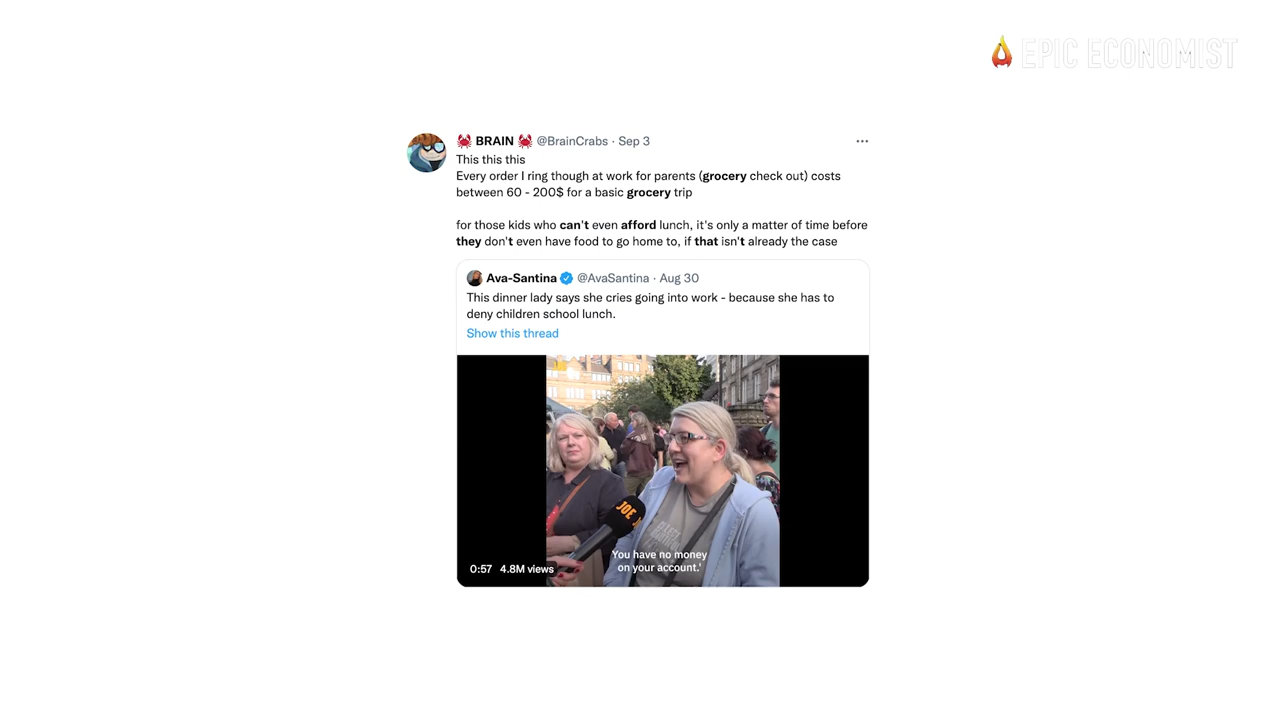 EPIC ECONOMIST
🦀 BRAIN 🦀 @BrainCrabs · Sep 3
This this this
Every order I ring though at work for parents (grocery check out) costs
between 60 - 200$ for a basic grocery trip
for those kids who can't even afford lunch, it's only a matter of time before
they don't even have food to go home to, if that isn't already the case
Ava-Santina @AvaSantina · Aug 30
This dinner lady says she cries going into work - because she has to
deny children school lunch.
Show this thread
JOE
You have no money
on your account.'
0:57 4.8M views